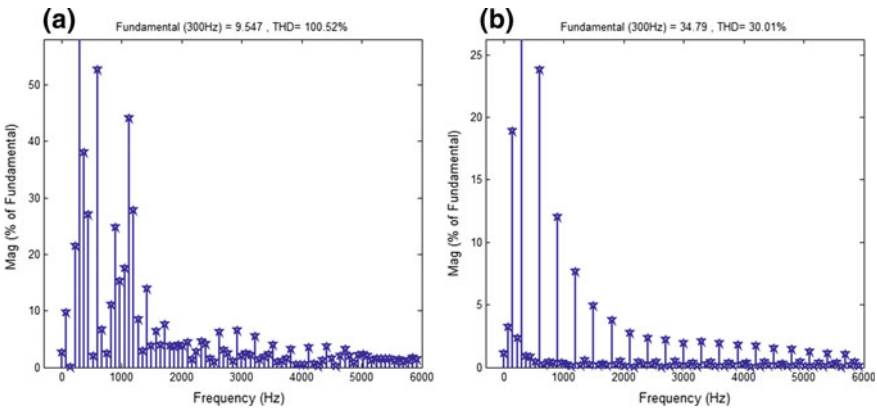 (a)
Fundamental (300Hz) = 9.547 , THD= 100.52%
Mag (% of Fundamental)
50
40
30
20
10
0
0 1000 2000 3000 4000 5000 6000
Frequency (Hz)
(b)
Fundamental (300Hz) = 34.79 , THD= 30.01%
Mag (% of Fundamental)
25
20
15
10
5
0
0 1000 2000 3000 4000 5000 6000
Frequency (Hz)